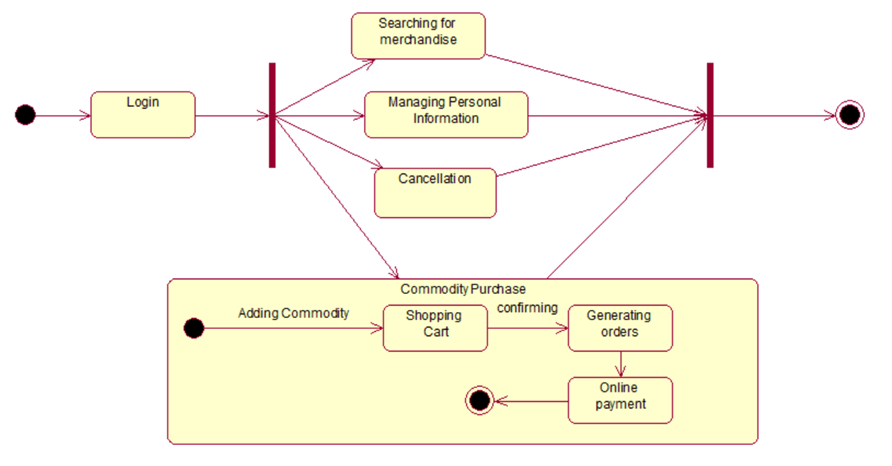 Searching for
merchandise
Login
Managing Personal
Information
Cancellation
Commodity Purchase
Adding Commodity
Shopping
Cart
confirming
Generating
orders
Online
payment